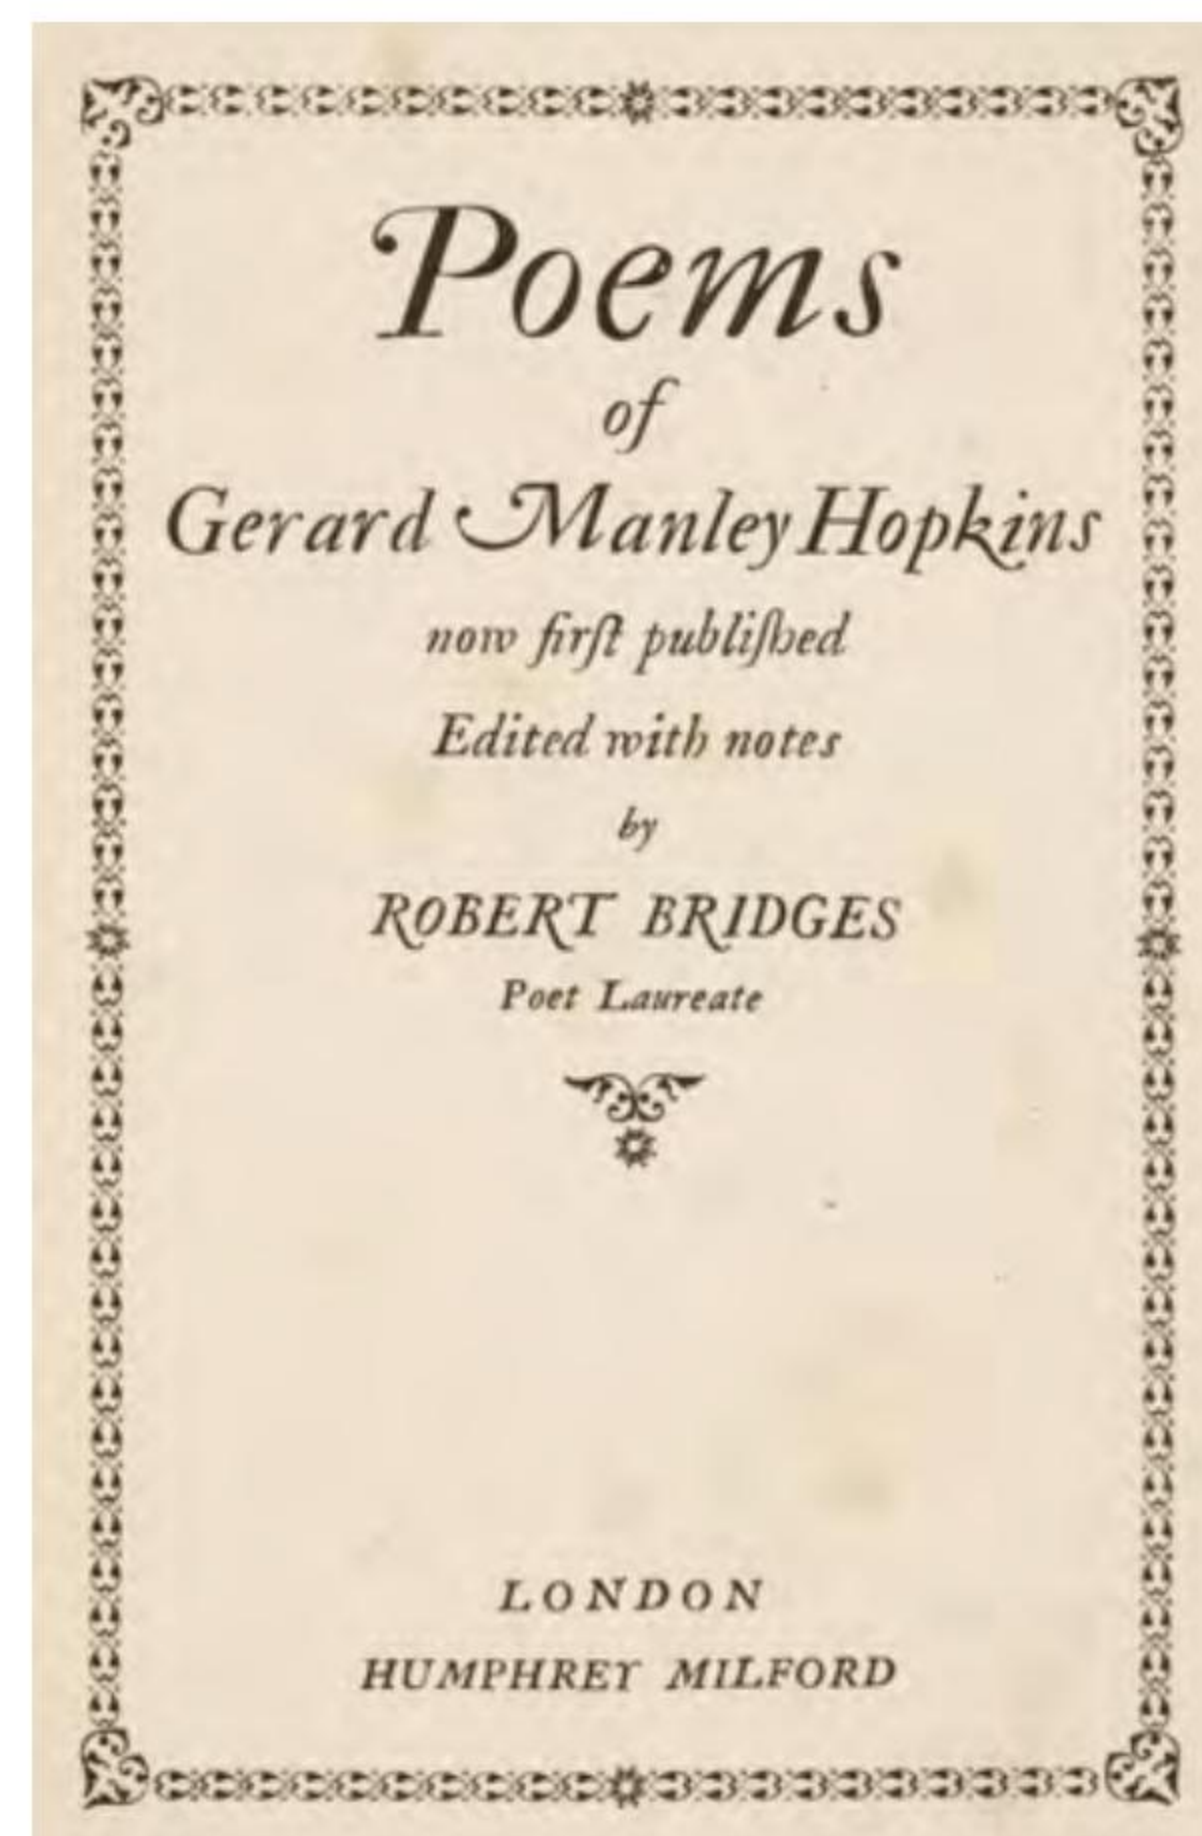 Poems
of
Gerard Manley Hopkins
now firſt publiſhed
Edited with notes
by
ROBERT BRIDGES
Poet Laureate
LONDON
HUMPHREY MILFORD